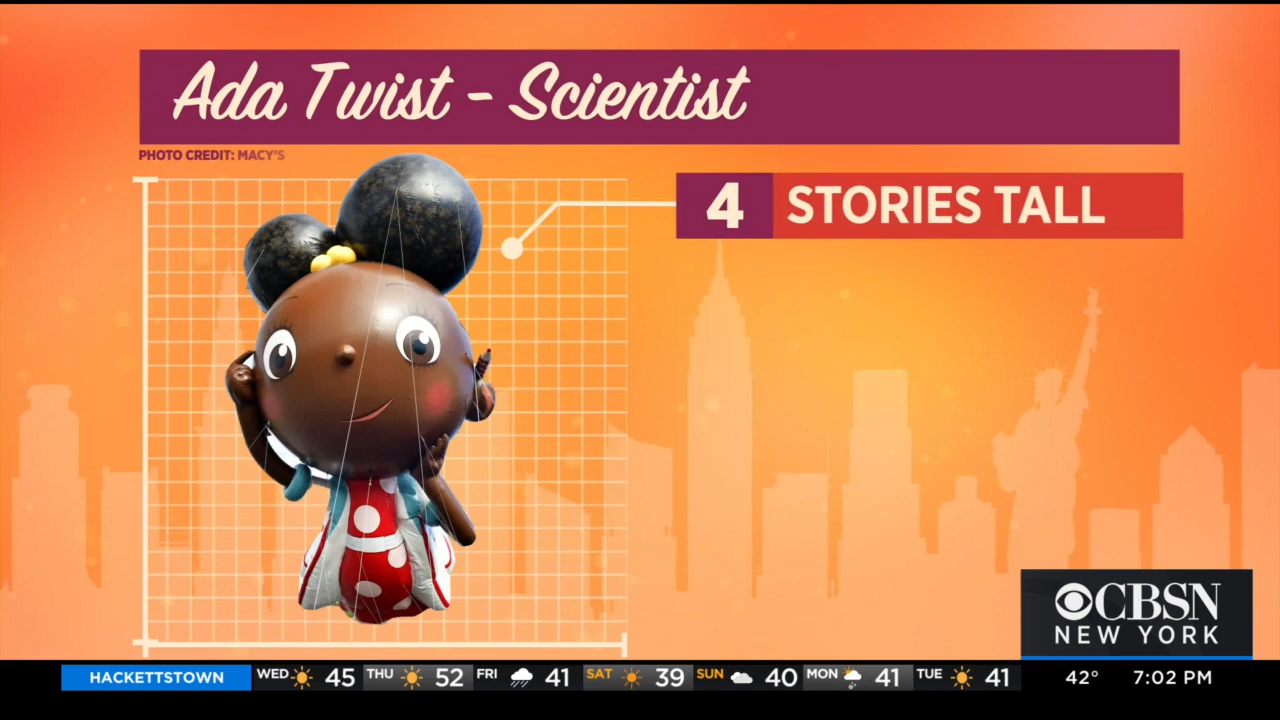 Ada Twist - Scientist
PHOTO CREDIT: MACY'S
4 STORIES TALL
CBSN
NEW YORK
HACKETTSTOWN WED 45 THU 52 FRI 41 SAT 39 SUN 40 MON 41 TUE 41 42° 7:02 PM